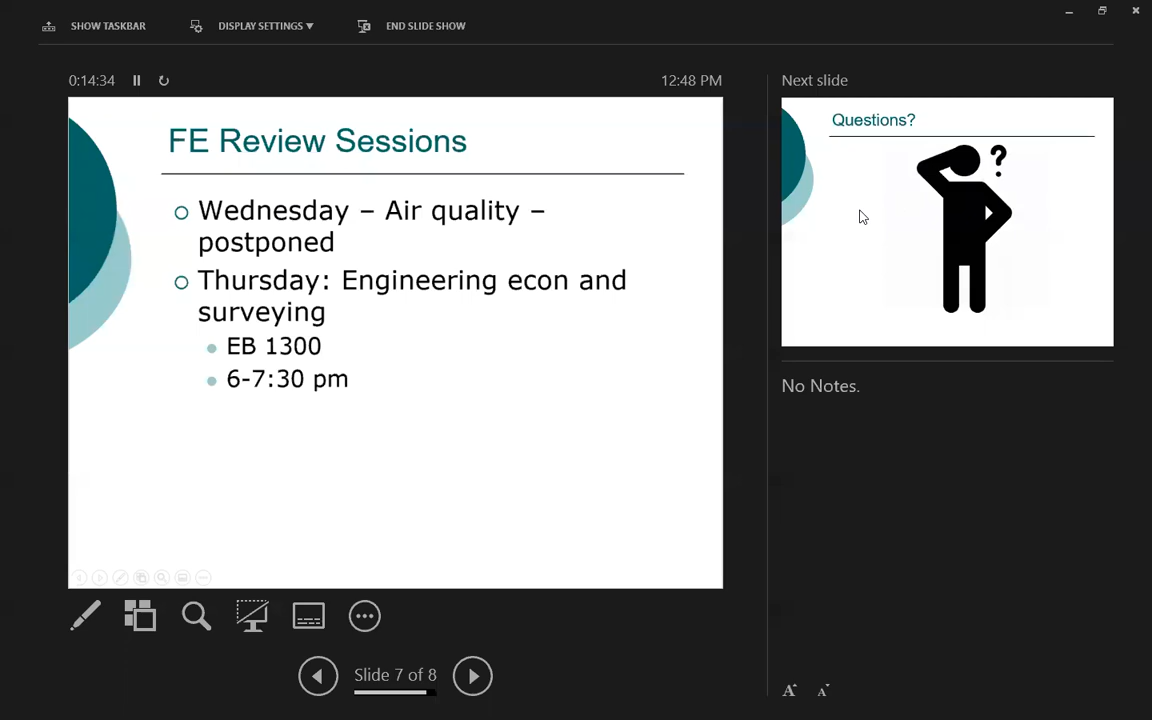 SHOW TASKBAR
DISPLAY SETTINGS ▾
END SLIDE SHOW
0:14:34
12:48 PM
FE Review Sessions
Wednesday – Air quality –
postponed
Thursday: Engineering econ and
surveying
EB 1300
6-7:30 pm
Slide 7 of 8
Next slide
Questions?
?
No Notes.
A A